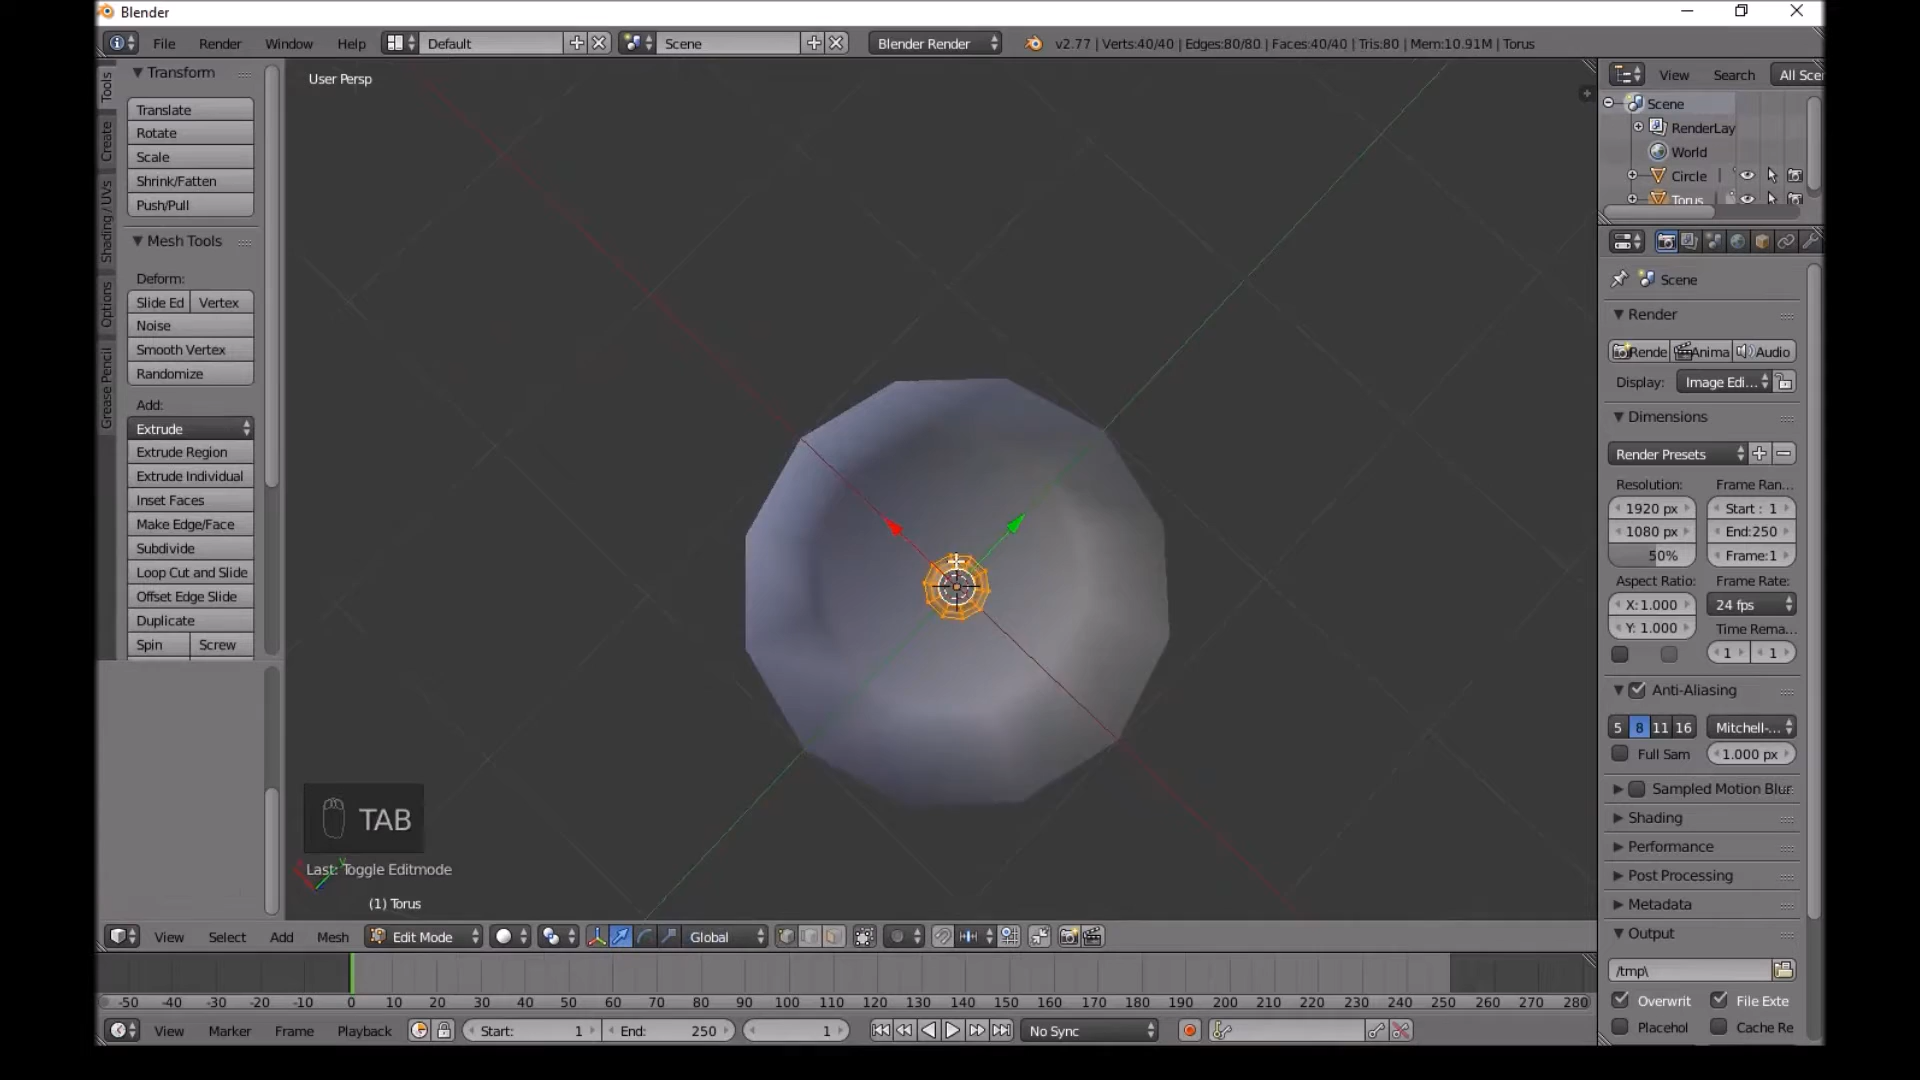 Blender
File Render Window Help Default Scene Blender Render v2.77 | Verts:40/40 | Edges:80/80 | Faces:40/40 | Tris:80 | Mem:10.91M | Torus
Tools
Create
Shading / UVs
Options
Grease Pencil
Transform
Translate
Rotate
Scale
Shrink/Fatten
Push/Pull
Mesh Tools
Deform:
Slide Ed Vertex
Noise
Smooth Vertex
Randomize
Add:
Extrude
Extrude Region
Extrude Individual
Inset Faces
Make Edge/Face
Subdivide
Loop Cut and Slide
Offset Edge Slide
Duplicate
Spin Screw
User Persp
TAB
Last: Toggle Editmode
(1) Torus
View Select Add Mesh Edit Mode Global
-50 -40 -30 -20 -10 0 10 20 30 40 50 60 70 80 90 100 110 120 130 140 150 160 170 180 190 200 210 220 230 240 250 260 270 280
View Marker Frame Playback Start: 1 End: 250 1 No Sync
View Search All Scer
Scene
RenderLay
World
Circle
Torus
Scene
Render
Rende Anima Audio
Display: Image Edi...
Dimensions
Render Presets
Resolution: Frame Ran...
1920 px Start : 1
1080 px End:250
50% Frame:1
Aspect Ratio: Frame Rate:
X:1.000 24 fps
Y: 1.000 Time Rema...
1 1
Anti-Aliasing
5 8 11 16 Mitchell-...
Full Sam 1.000 px
Sampled Motion Blur
Shading
Performance
Post Processing
Metadata
Output
/tmp\
Overwrit File Exte
Placehol Cache Re